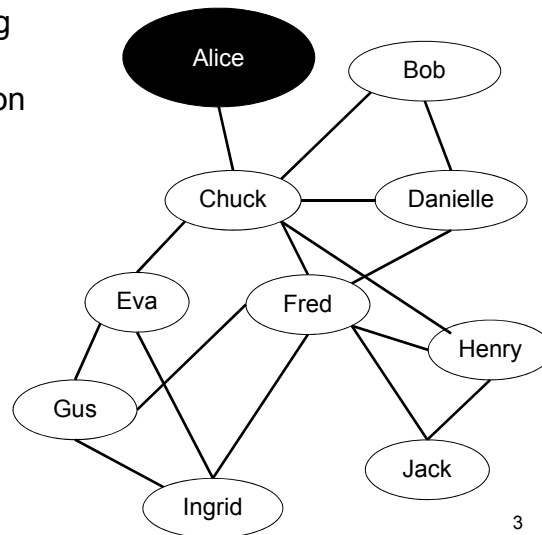 Alice
Bob
Chuck
Danielle
Eva
Fred
Henry
Gus
Jack
Ingrid
3